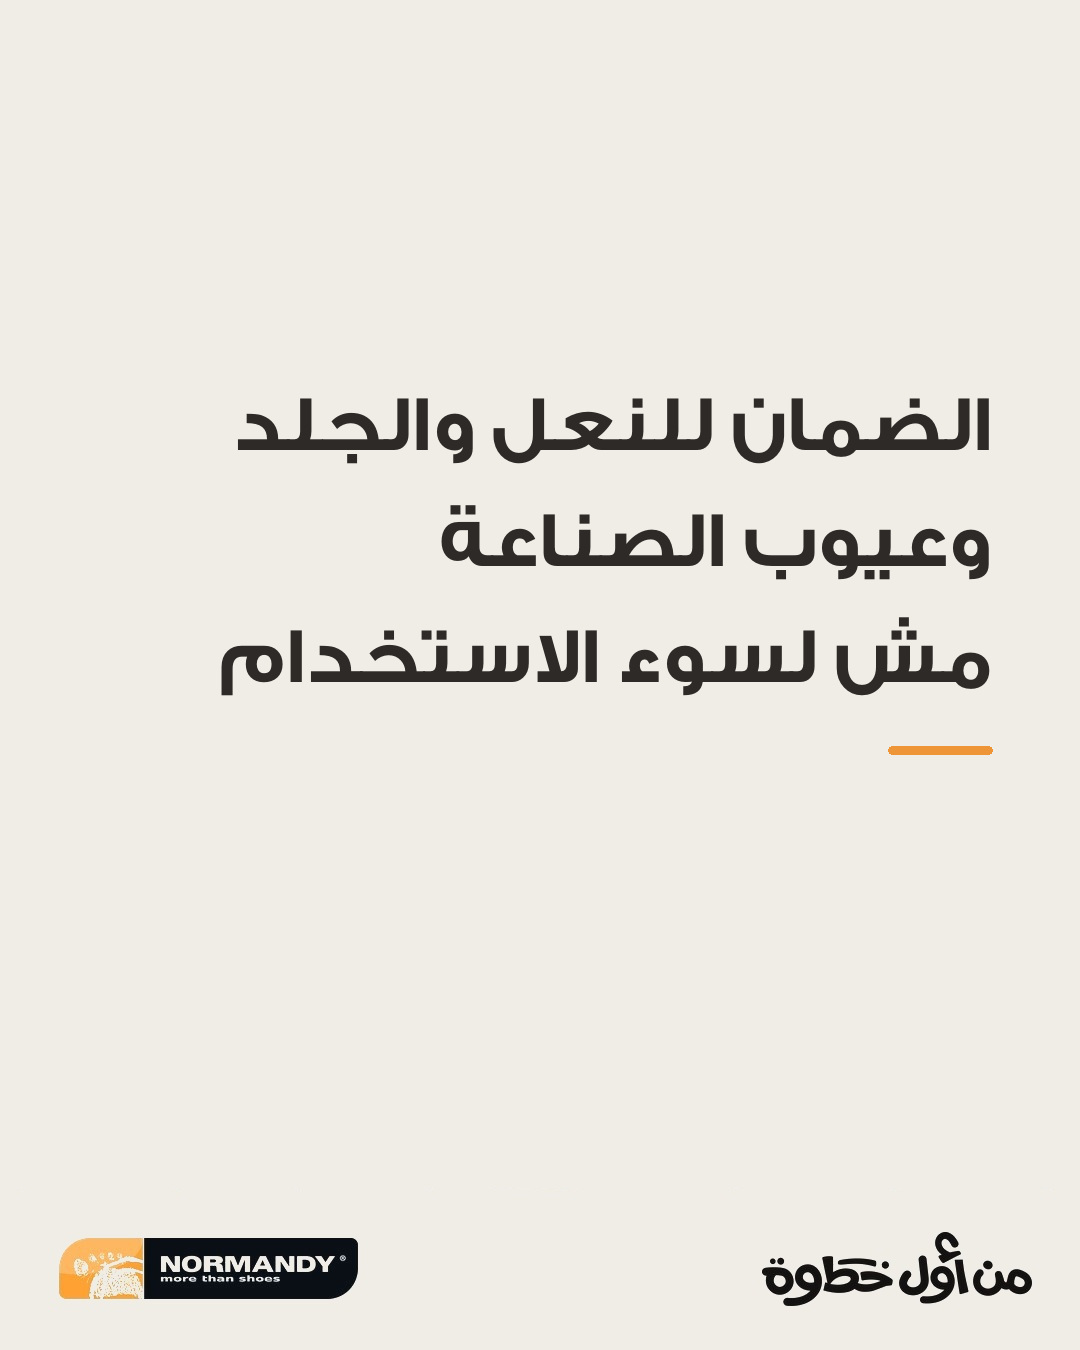 الضمان للنعل والجلد
وعيوب الصناعة
مش لسوء الاستخدام
NORMANDY®
more than shoes
من أول خطوة